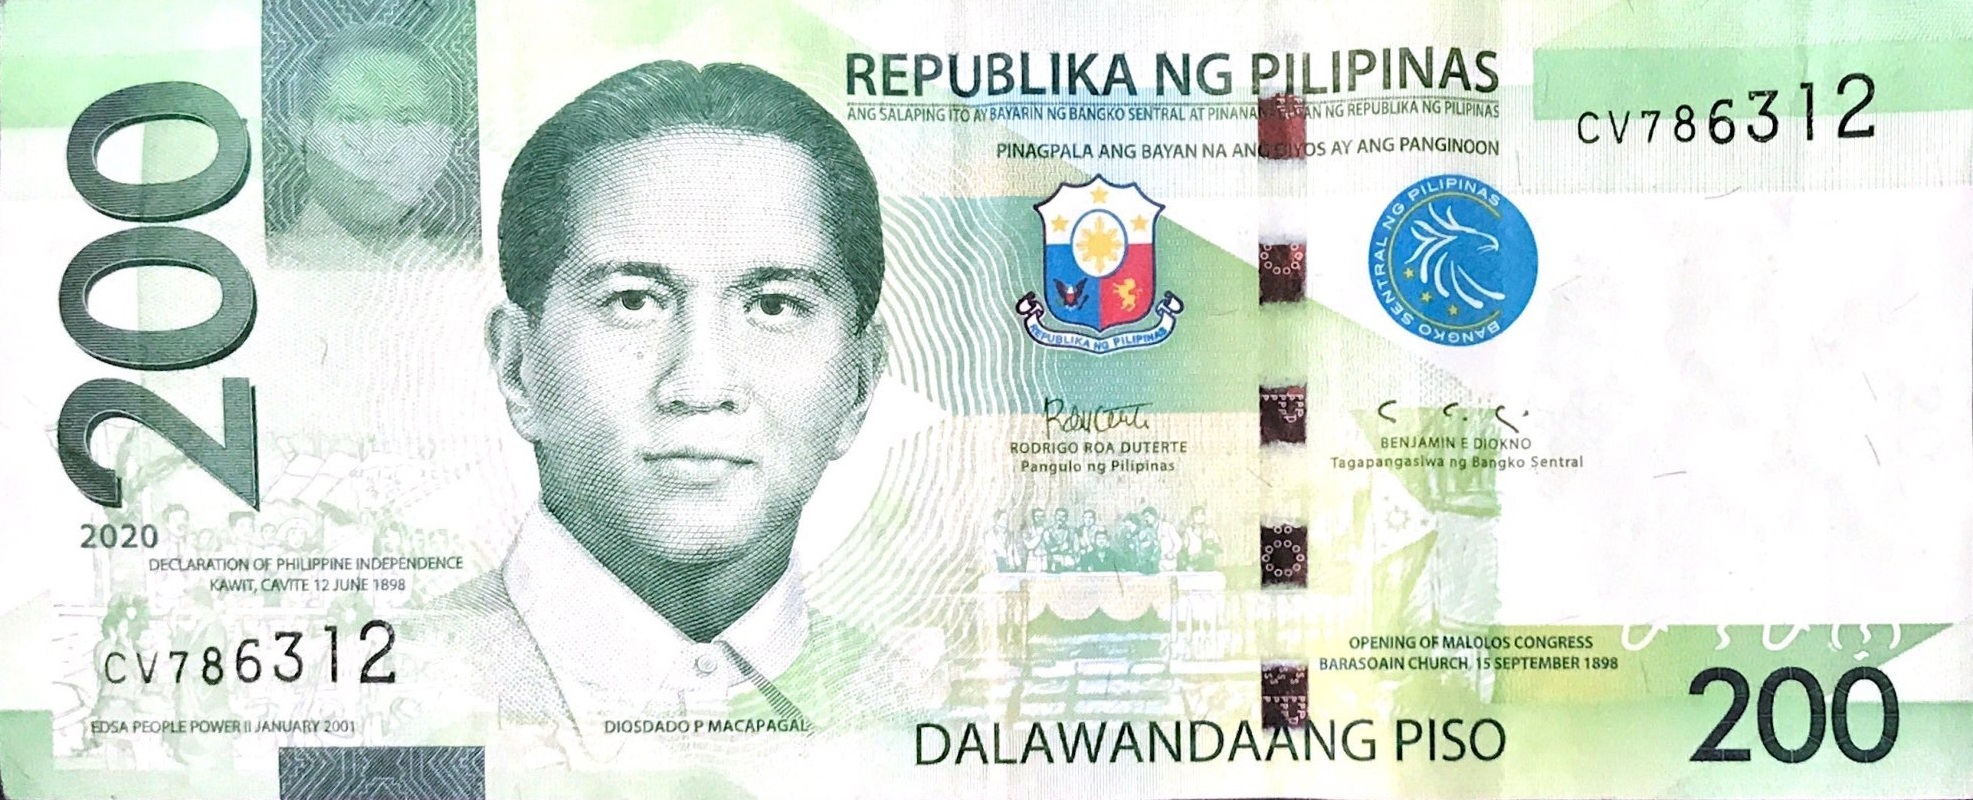 200
REPUBLIKA NG PILIPINAS
ANG SALAPING ITO AY BAYARIN NG BANGKO SENTRAL AT NG REPUBLIKA NG PILIPINAS
PINAGPALA ANG BAYAN NA ANG DIYOS AY ANG PANGINOON
CV786312
REPUBLIKA NG PILIPINAS
BANGKO SENTRAL NG PILIPINAS
RODRIGO ROA DUTERTE
Pangulo ng Pilipinas
BENJAMIN E DIOKNO
Tagapangasiwa ng Bangko Sentral
2020
DECLARATION OF PHILIPPINE INDEPENDENCE
KAWIT, CAVITE 12 JUNE 1898
CV786312
EDSA PEOPLE POWER II JANUARY 2001
DIOSDADO P MACAPAGAL
OPENING OF MALOLOS CONGRESS
BARASOAIN CHURCH, 15 SEPTEMBER 1898
DALAWANDAANG PISO
200